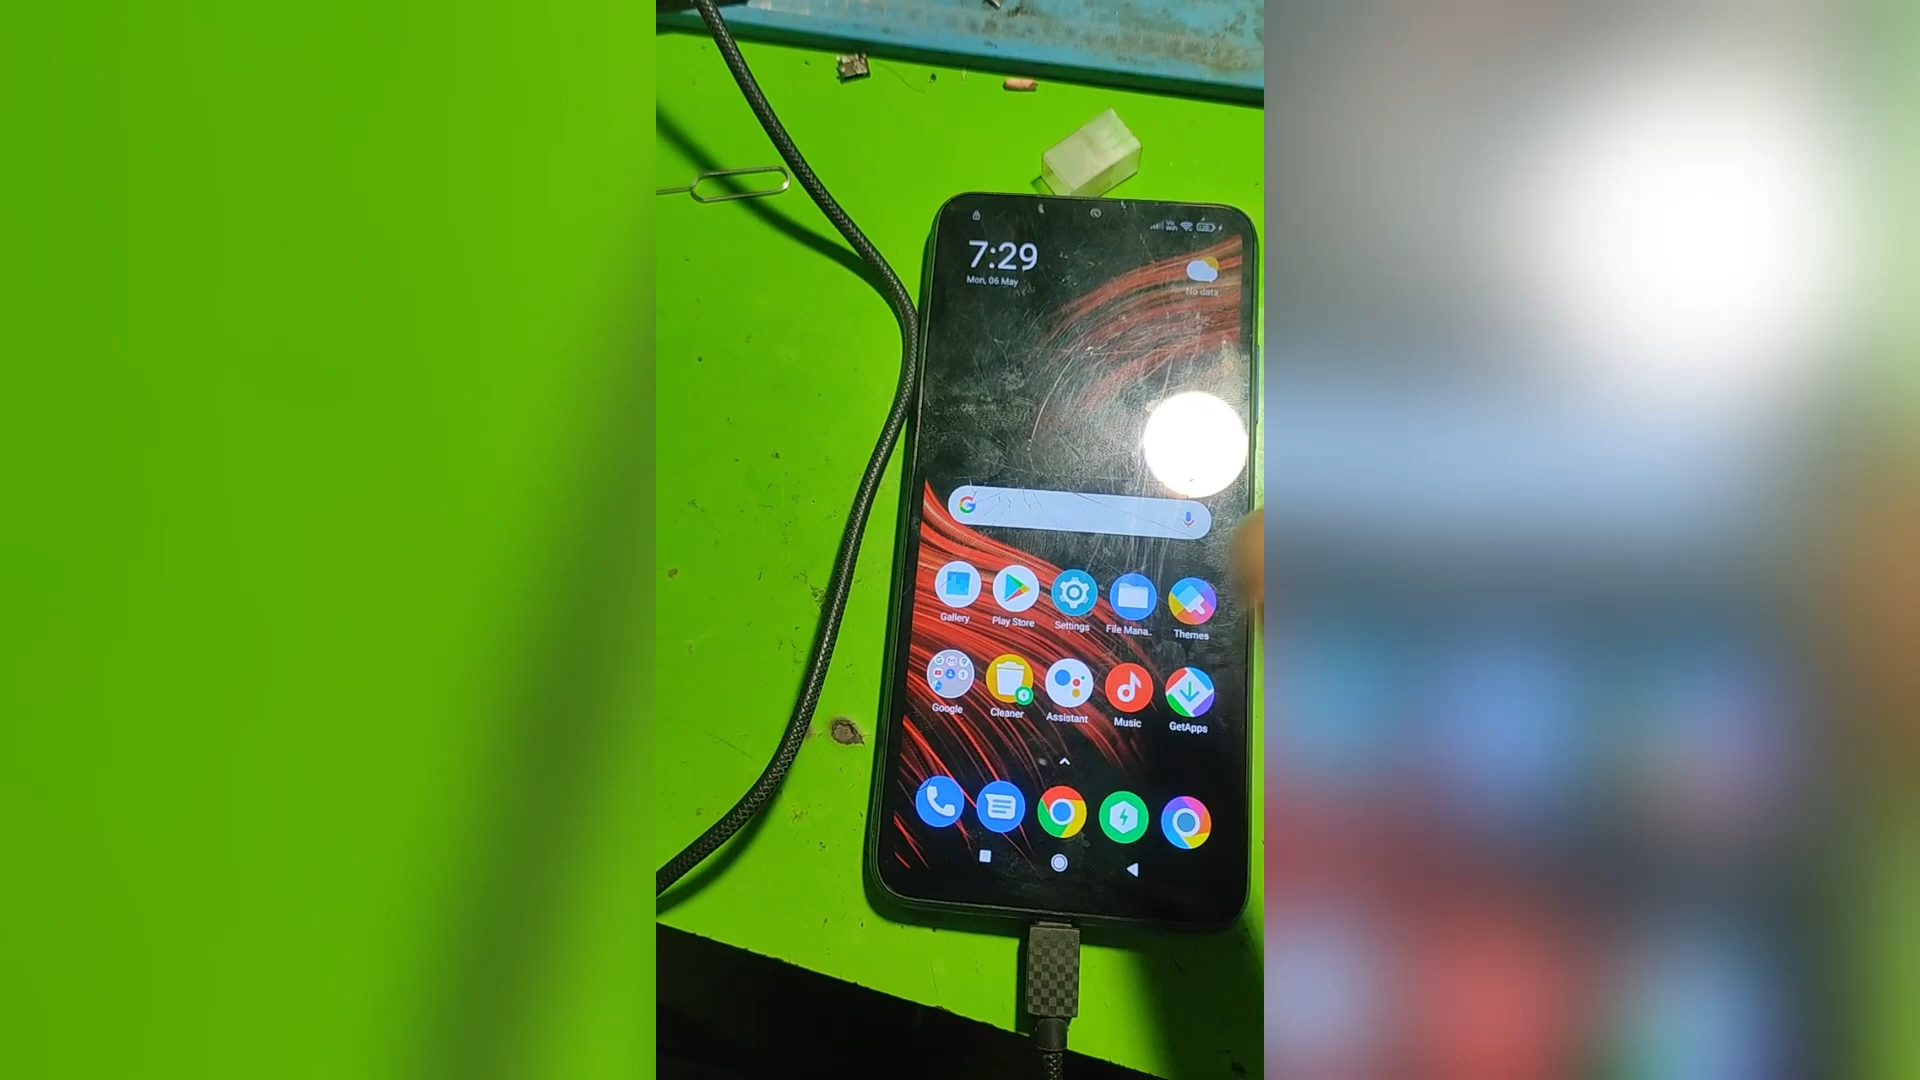 7:29
Mon, 06 May
No data
Gallery
Play Store
Settings
File Mana..
Themes
Google
Cleaner
Assistant
Music
GetApps